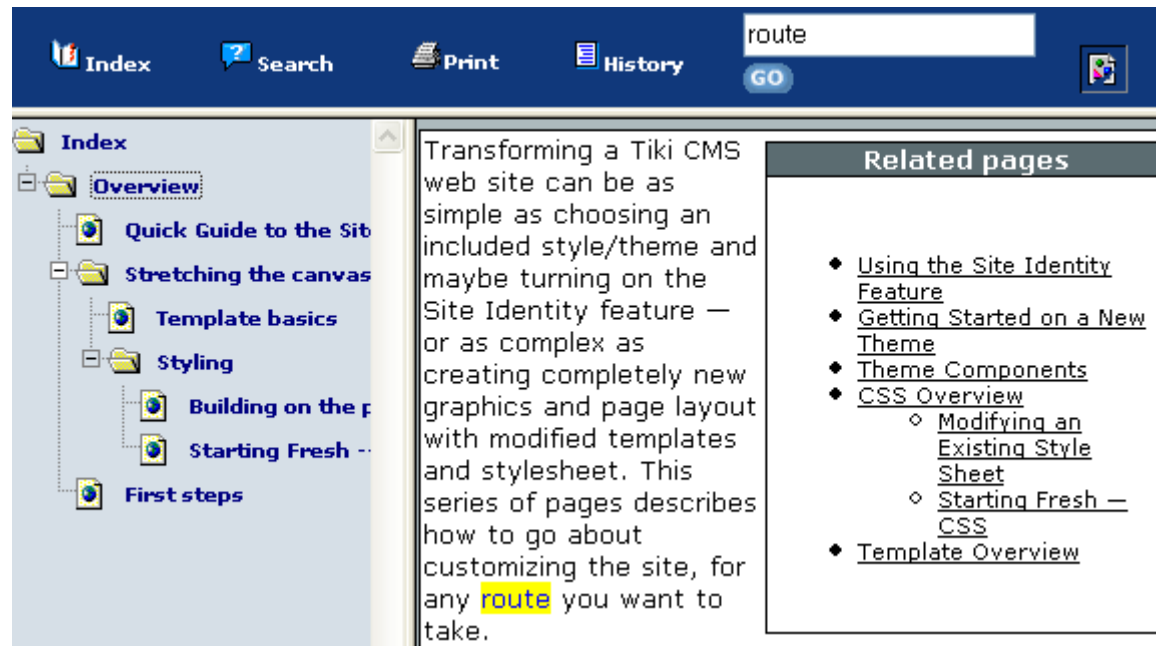 Index
Search
Print
History
route
GO
Index
Overview
Quick Guide to the Sit
Stretching the canvas
Template basics
Styling
Building on the p
Starting Fresh --
First steps
Transforming a Tiki CMS
web site can be as
simple as choosing an
included style/theme and
maybe turning on the
Site Identity feature —
or as complex as
creating completely new
graphics and page layout
with modified templates
and stylesheet. This
series of pages describes
how to go about
customizing the site, for
any route you want to
take.
Related pages
Using the Site Identity
Feature
Getting Started on a New
Theme
Theme Components
CSS Overview
Modifying an
Existing Style
Sheet
Starting Fresh —
CSS
Template Overview